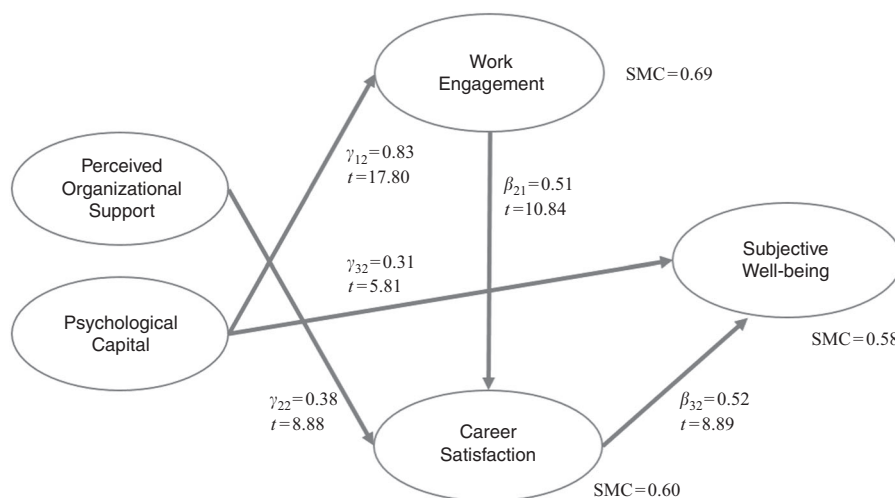 Work
Engagement
SMC=0.69
Perceived
Organizational
Support
γ₁₂=0.83
t=17.80
β₂₁=0.51
t=10.84
Subjective
Well-being
γ₃₂=0.31
t=5.81
Psychological
Capital
SMC=0.58
γ₂₂=0.38
t=8.88
β₃₂=0.52
t=8.89
Career
Satisfaction
SMC=0.60